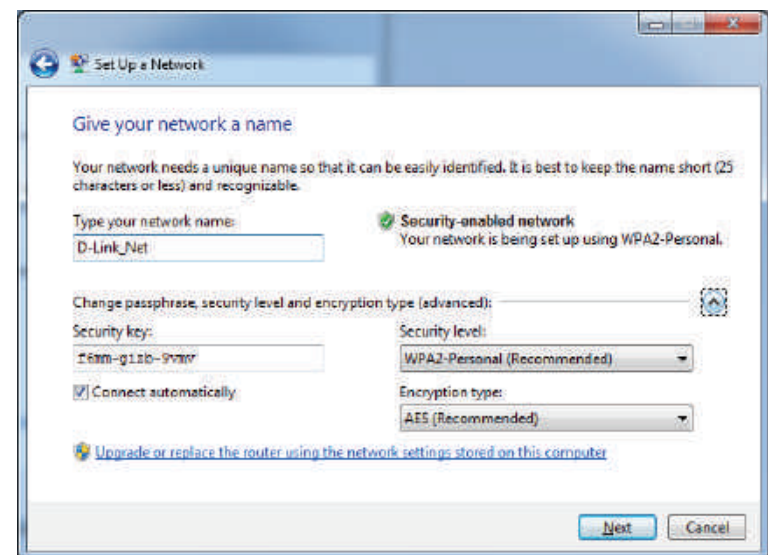 Set Up a Network
Give your network a name
Your network needs a unique name so that it can be easily identified. It is best to keep the name short (25
characters or less) and recognizable.
Type your network name:
D-Link_Net
Security-enabled network
Your network is being set up using WPA2-Personal.
Change passphrase, security level and encryption type (advanced):
Security key:
Security level:
WPA2-Personal (Recommended)
Connect automatically
Encryption type:
AES (Recommended)
Upgrade or replace the router using the network settings stored on this computer
Next
Cancel